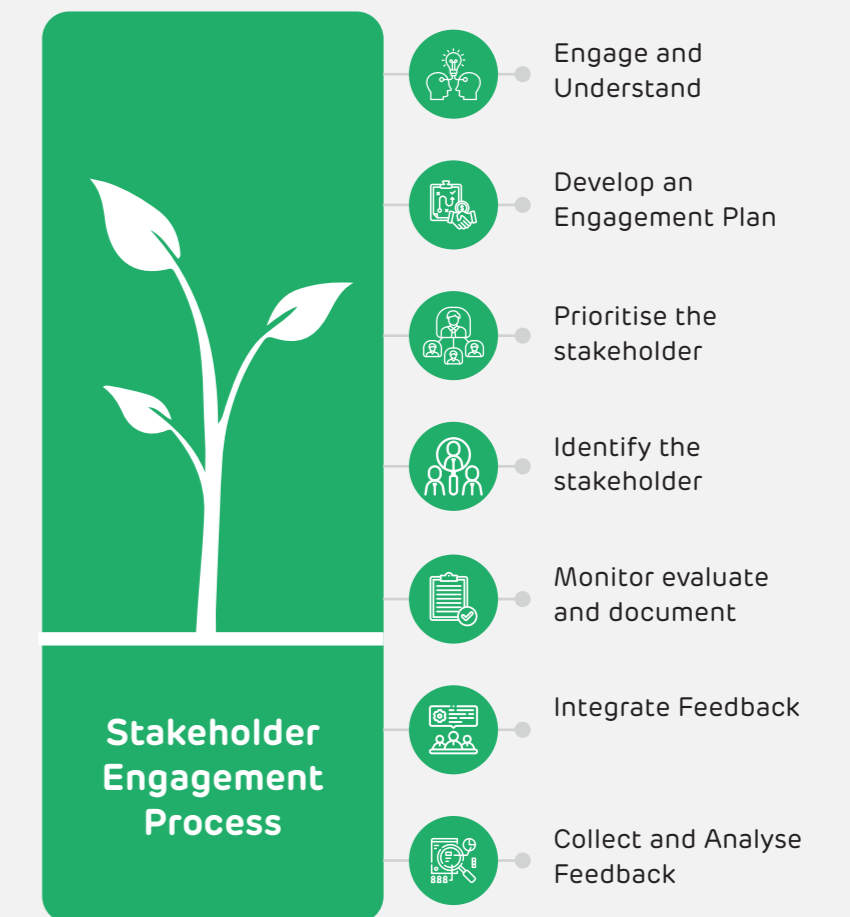 Engage and
Understand
Develop an
Engagement Plan
Prioritise the
stakeholder
Identify the
stakeholder
Monitor evaluate
and document
Integrate Feedback
Collect and Analyse
Feedback
Stakeholder
Engagement
Process